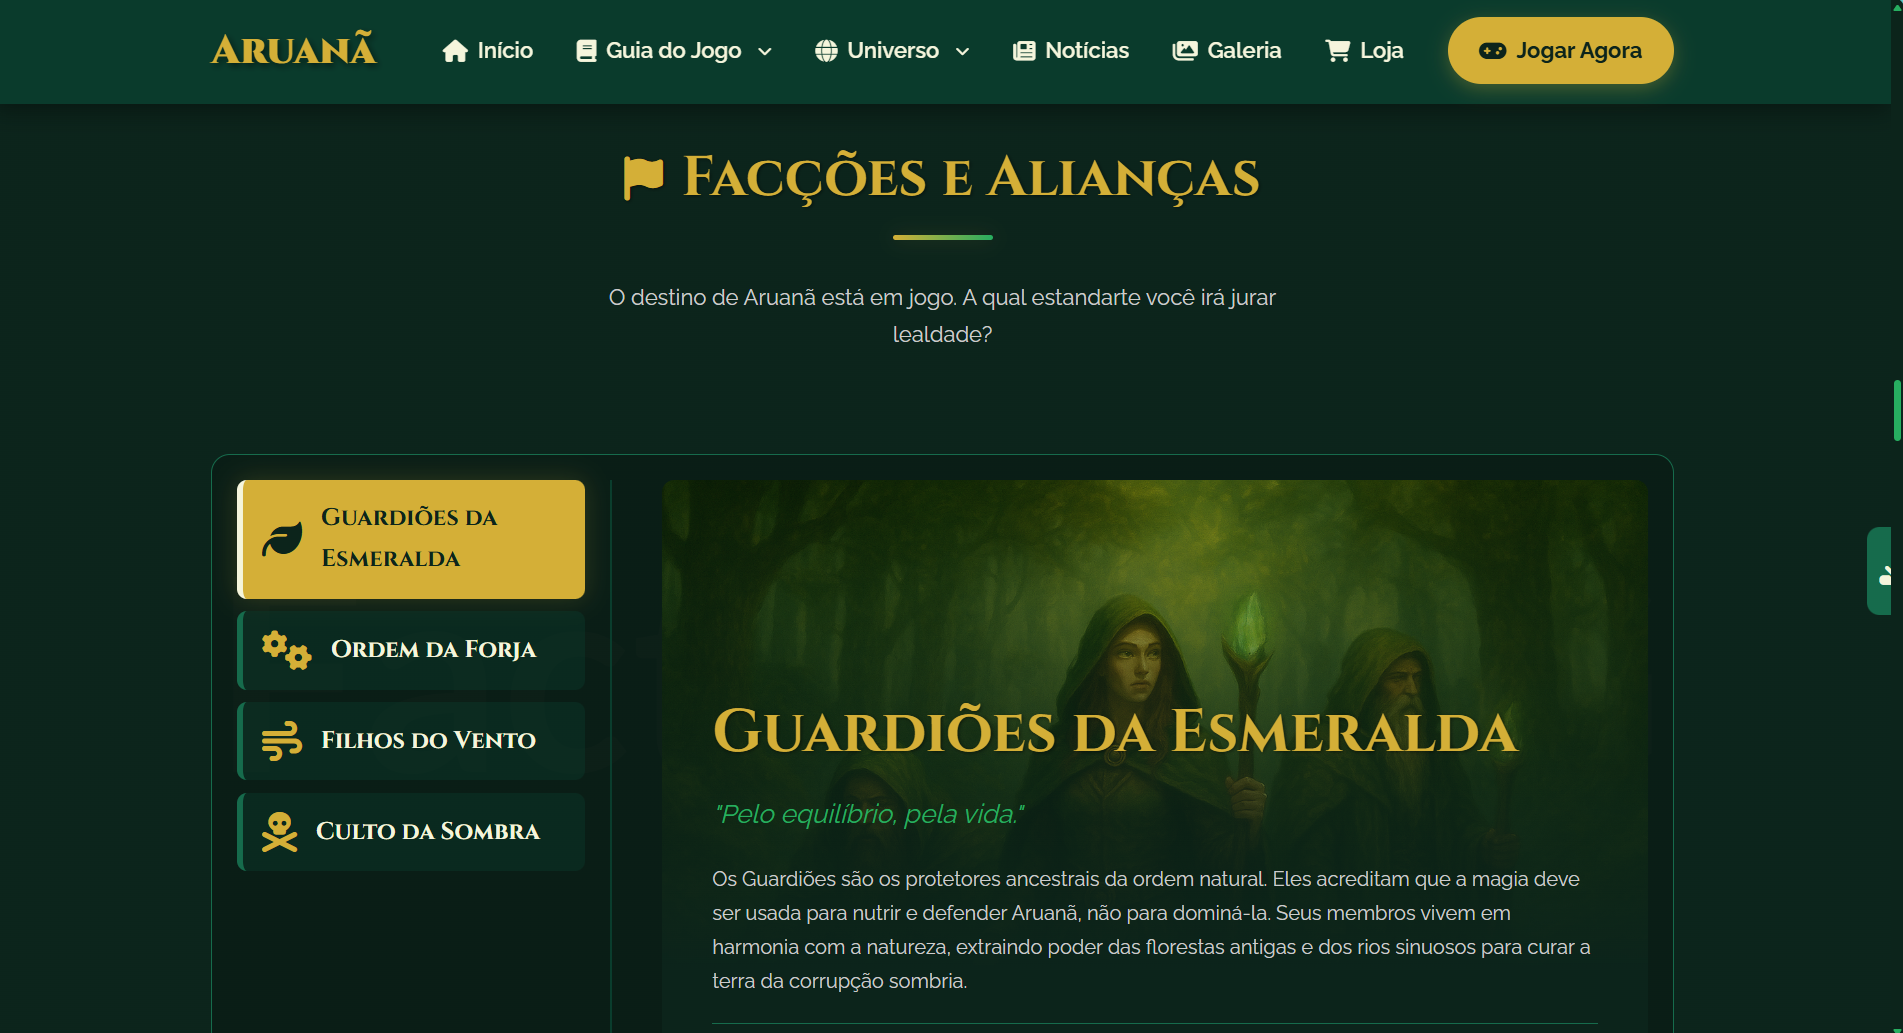 Aruanã
Início
Guia do Jogo
Universo
Notícias
Galeria
Loja
Jogar Agora
Facções e Alianças
O destino de Aruanã está em jogo. A qual estandarte você irá jurar
lealdade?
Guardiões da
Esmeralda
Ordem da Forja
Filhos do Vento
Culto da Sombra
Guardiões da Esmeralda
"Pelo equilíbrio, pela vida."
Os Guardiões são os protetores ancestrais da ordem natural. Eles acreditam que a magia deve
ser usada para nutrir e defender Aruanã, não para dominá-la. Seus membros vivem em
harmonia com a natureza, extraindo poder das florestas antigas e dos rios sinuosos para curar a
terra da corrupção sombria.